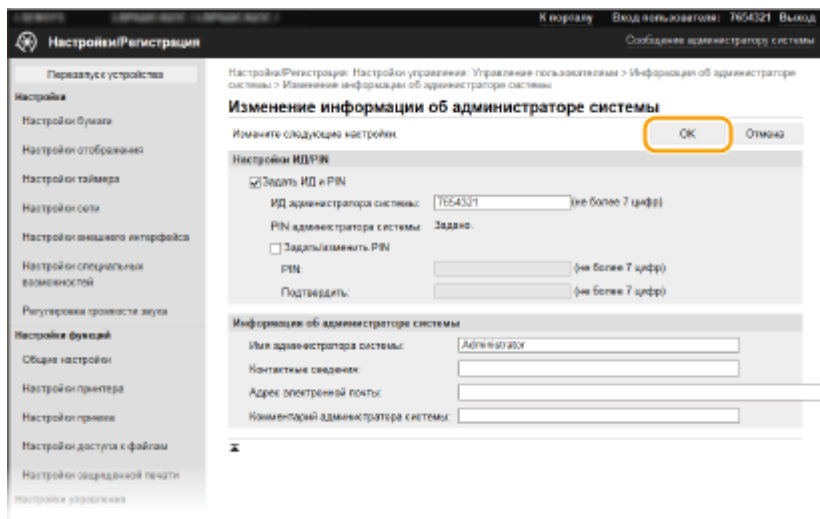 К порталу Вход пользователя: 7654321 Выход
Настройки/Регистрация
Сообщение администратору системы
Перезапуск устройства
Настройки
Настройки бумаги
Настройки отображения
Настройки таймера
Настройки сети
Настройки внешнего интерфейса
Настройки специальных
возможностей
Регулировка громкости звука
Настройки функций
Общие настройки
Настройки принтера
Настройки приема
Настройки доступа к файлам
Настройки защищенной печати
Настройки управления
Настройки/Регистрация: Настройки управления: Управление пользователями > Информация об администраторе
системы > Изменение информации об администраторе системы
Изменение информации об администраторе системы
Измените следующие настройки.
OK
Отмена
Настройки ИД/PIN
Задать ИД и PIN
ИД администратора системы: 7654321 (не более 7 цифр)
PIN администратора системы: Задано.
Задать/изменить PIN
PIN: (не более 7 цифр)
Подтвердить: (не более 7 цифр)
Информация об администраторе системы
Имя администратора системы: Administrator
Контактные сведения:
Адрес электронной почты:
Комментарий администратора системы: